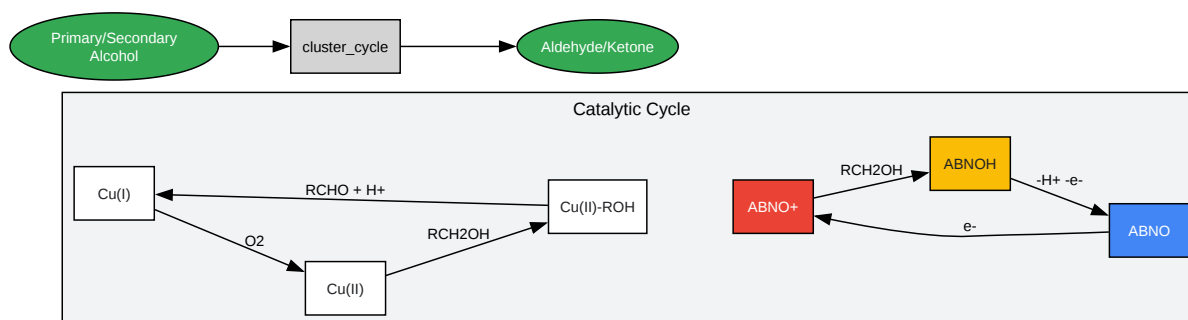 Primary/Secondary
Alcohol
cluster_cycle
Aldehyde/Ketone
Catalytic Cycle
Cu(I)
RCHO + H+
Cu(II)-ROH
O2
RCH2OH
Cu(II)
ABNO+
RCH2OH
ABNOH
-H+ -e-
e-
ABNO